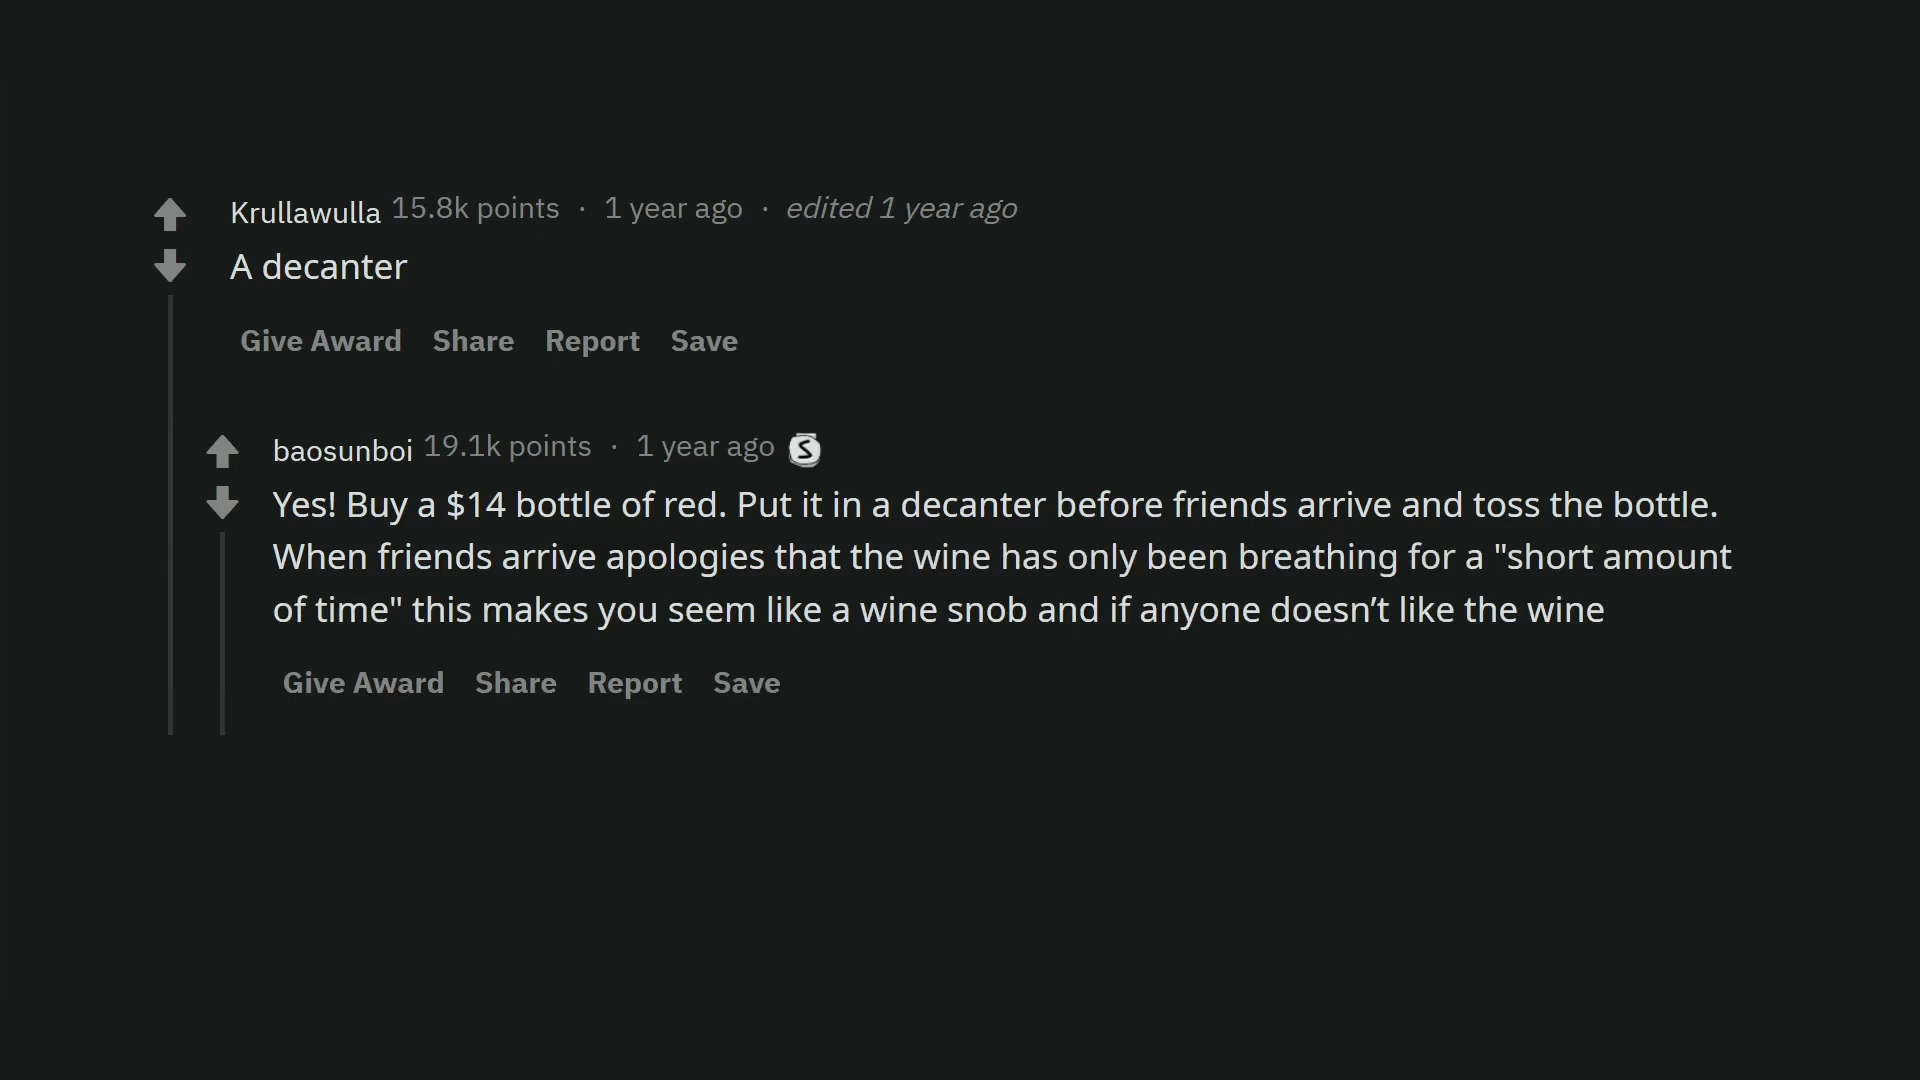 Krullawulla 15.8k points · 1 year ago · edited 1 year ago
A decanter
Give Award Share Report Save
baosunboi 19.1k points · 1 year ago S
Yes! Buy a $14 bottle of red. Put it in a decanter before friends arrive and toss the bottle.
When friends arrive apologies that the wine has only been breathing for a "short amount
of time" this makes you seem like a wine snob and if anyone doesn’t like the wine
Give Award Share Report Save